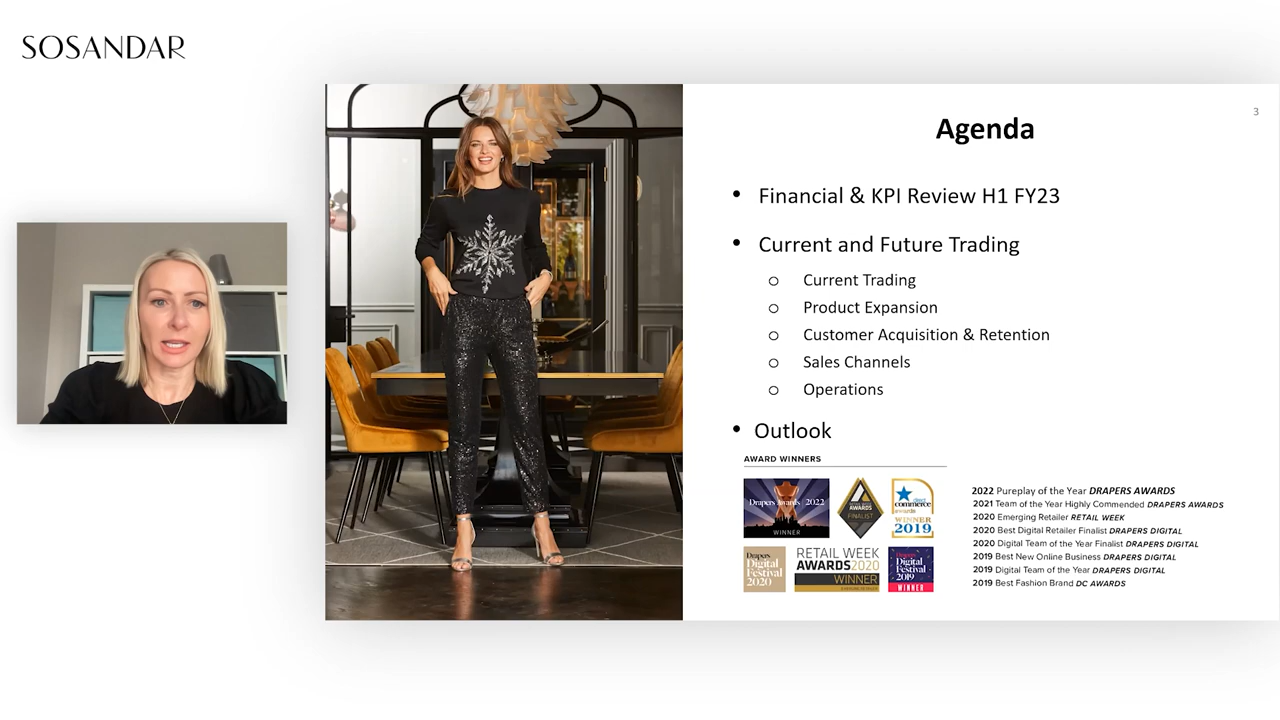 SOSANDAR
3
Agenda
• Financial & KPI Review H1 FY23
• Current and Future Trading
o Current Trading
o Product Expansion
o Customer Acquisition & Retention
o Sales Channels
o Operations
• Outlook
AWARD WINNERS
Drapers Awards 2022
WINNER
AWARDS
FINALIST
direct
commerce
awards
WINNER
2019
Drapers
Digital
Festival
2020
RETAIL WEEK
AWARDS2020
WINNER
Drapers
Digital
Festival
2019
WINNER
2022 Pureplay of the Year DRAPERS AWARDS
2021 Team of the Year Highly Commended DRAPERS AWARDS
2020 Emerging Retailer RETAIL WEEK
2020 Best Digital Retailer Finalist DRAPERS DIGITAL
2020 Digital Team of the Year Finalist DRAPERS DIGITAL
2019 Best New Online Business DRAPERS DIGITAL
2019 Digital Team of the Year DRAPERS DIGITAL
2019 Best Fashion Brand DC AWARDS